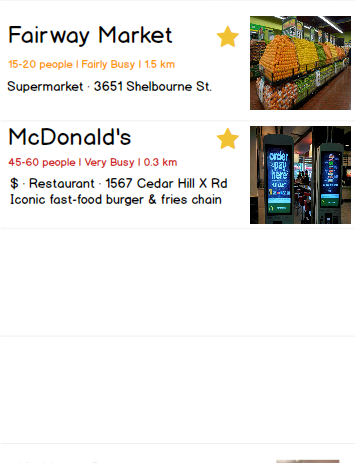 Fairway Market
15-20 people | Fairly Busy | 1.5 km
Supermarket · 3651 Shelbourne St.
McDonald's
45-60 people | Very Busy | 0.3 km
$ · Restaurant · 1567 Cedar Hill X Rd
Iconic fast-food burger & fries chain
order
pay
here